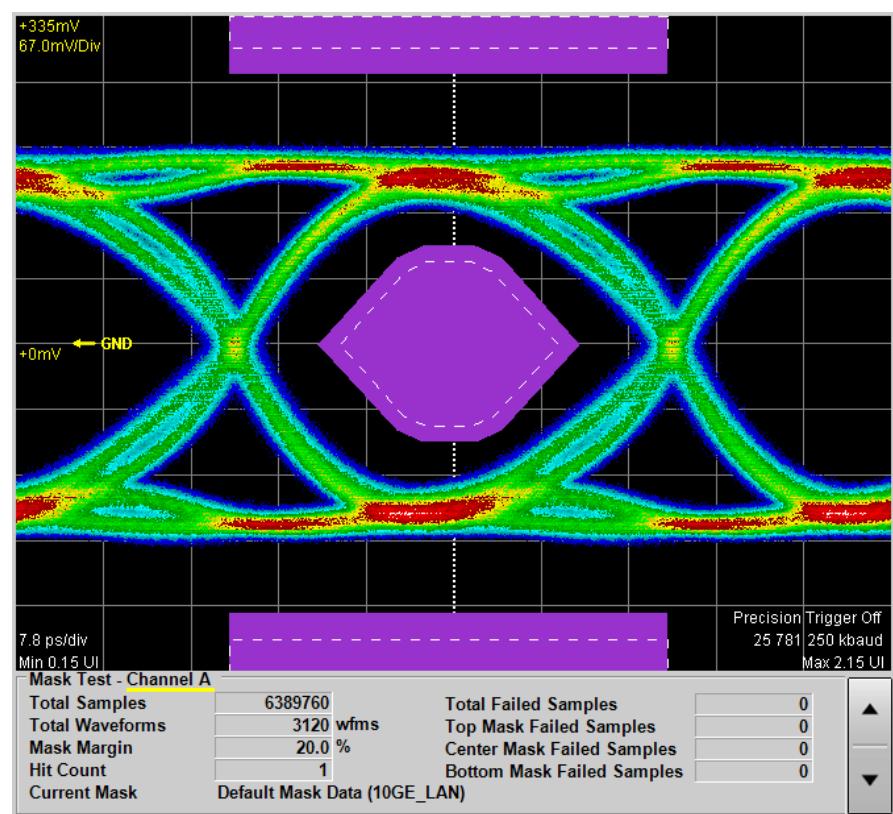 +335mV
67.0mV/Div
GND
+0mV
Precision Trigger Off
7.8 ps/div 25 781 250 kbaud
Min 0.15 UI Max 2.15 UI
Mask Test - Channel A
Total Samples 6389760 Total Failed Samples 0
Total Waveforms 3120 wfms Top Mask Failed Samples 0
Mask Margin 20.0 % Center Mask Failed Samples 0
Hit Count 1 Bottom Mask Failed Samples 0
Current Mask Default Mask Data (10GE_LAN)